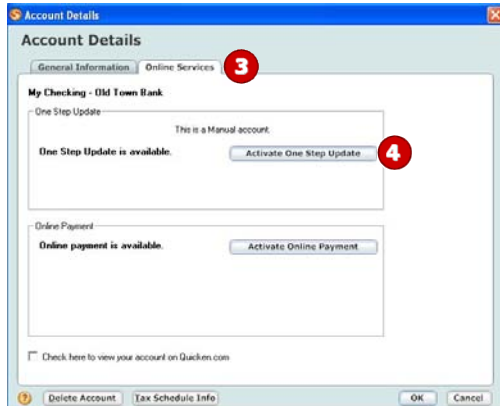 Account Details
Account Details
General Information
Online Services
3
My Checking - Old Town Bank
One Step Update
This is a Manual account.
One Step Update is available.
Activate One Step Update
4
Online Payment
Online payment is available.
Activate Online Payment
Check here to view your account on Quicken.com
?
Delete Account
Tax Schedule Info
OK
Cancel